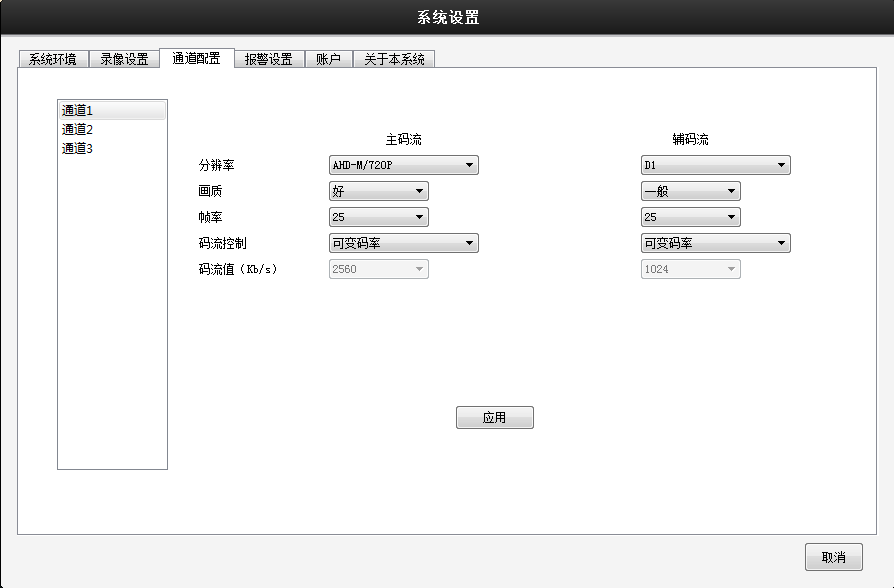 系统设置
系统环境 录像设置 通道配置 报警设置 账户 关于本系统
通道1
通道2
通道3
主码流 辅码流
分辨率 AHD-M/720P D1
画质 好 一般
帧率 25 25
码流控制 可变码率 可变码率
码流值（Kb/s） 2560 1024
应用
取消